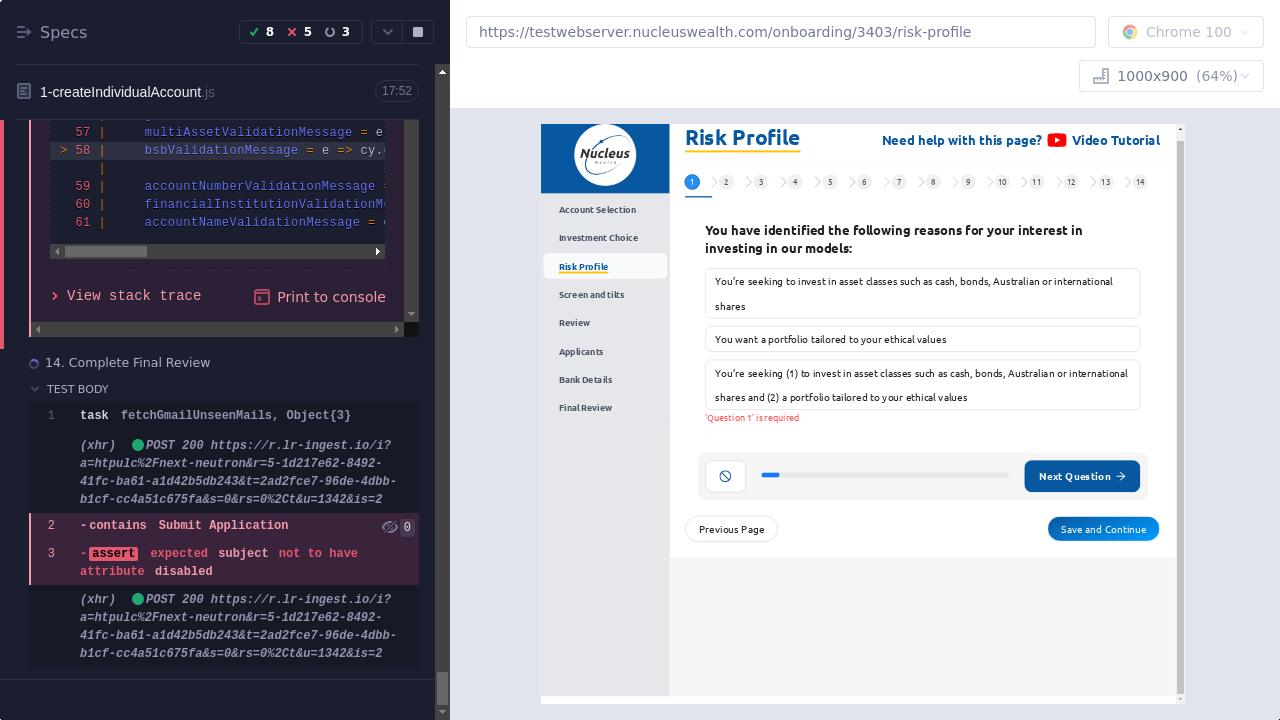 Specs
8
5
3
1-createIndividualAccount.js
17:52
57 | multiAssetValidationMessage = e
> 58 | bsbValidationMessage = e => cy.
|
59 | accountNumberValidationMessage =
60 | financialInstitutionValidationMe
61 | accountNameValidationMessage =
View stack trace
Print to console
14. Complete Final Review
TEST BODY
1 task fetchGmailUnseenMails, Object{3}
(xhr) POST 200 https://r.lr-ingest.io/i?
a=htpulc%2Fnext-neutron&r=5-1d217e62-8492-
41fc-ba61-a1d42b5db243&t=2ad2fce7-96de-4dbb-
b1cf-cc4a51c675fa&s=0&rs=0%2Ct&u=1342&is=2
2 -contains Submit Application 0
3 -assert expected subject not to have
attribute disabled
(xhr) POST 200 https://r.lr-ingest.io/i?
a=htpulc%2Fnext-neutron&r=5-1d217e62-8492-
41fc-ba61-a1d42b5db243&t=2ad2fce7-96de-4dbb-
b1cf-cc4a51c675fa&s=0&rs=0%2Ct&u=1342&is=2
https://testwebserver.nucleuswealth.com/onboarding/3403/risk-profile
Chrome 100
1000x900 (64%)
Nucleus
Wealth
Account Selection
Investment Choice
Risk Profile
Screen and tilts
Review
Applicants
Bank Details
Final Review
Risk Profile
Need help with this page? Video Tutorial
1 2 3 4 5 6 7 8 9 10 11 12 13 14
You have identified the following reasons for your interest in
investing in our models:
You're seeking to invest in asset classes such as cash, bonds, Australian or international
shares
You want a portfolio tailored to your ethical values
You're seeking (1) to invest in asset classes such as cash, bonds, Australian or international
shares and (2) a portfolio tailored to your ethical values
`Question 1` is required
Next Question
Previous Page
Save and Continue